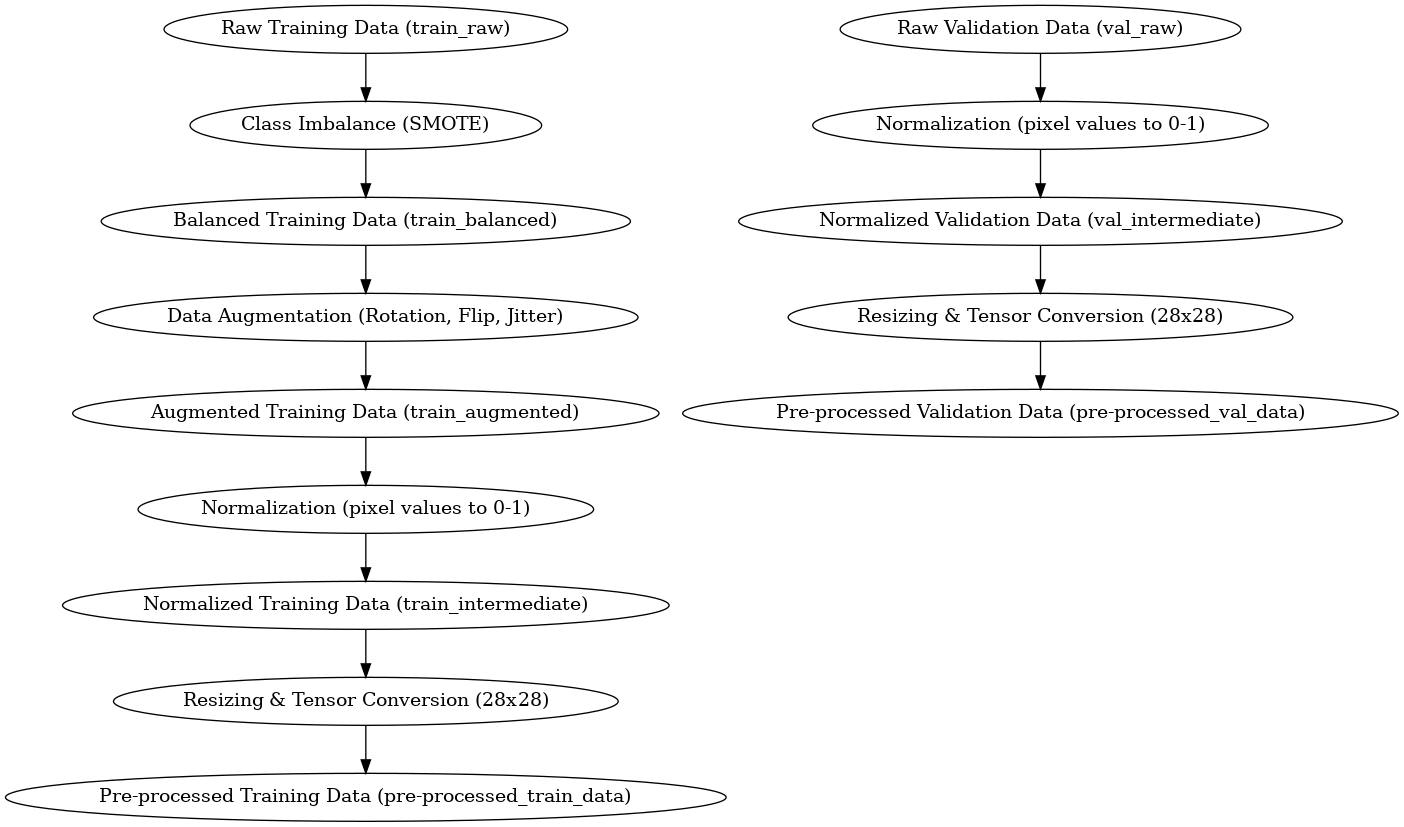 Raw Training Data (train_raw)
Class Imbalance (SMOTE)
Balanced Training Data (train_balanced)
Data Augmentation (Rotation, Flip, Jitter)
Augmented Training Data (train_augmented)
Normalization (pixel values to 0-1)
Normalized Training Data (train_intermediate)
Resizing & Tensor Conversion (28x28)
Pre-processed Training Data (pre-processed_train_data)
Raw Validation Data (val_raw)
Normalization (pixel values to 0-1)
Normalized Validation Data (val_intermediate)
Resizing & Tensor Conversion (28x28)
Pre-processed Validation Data (pre-processed_val_data)